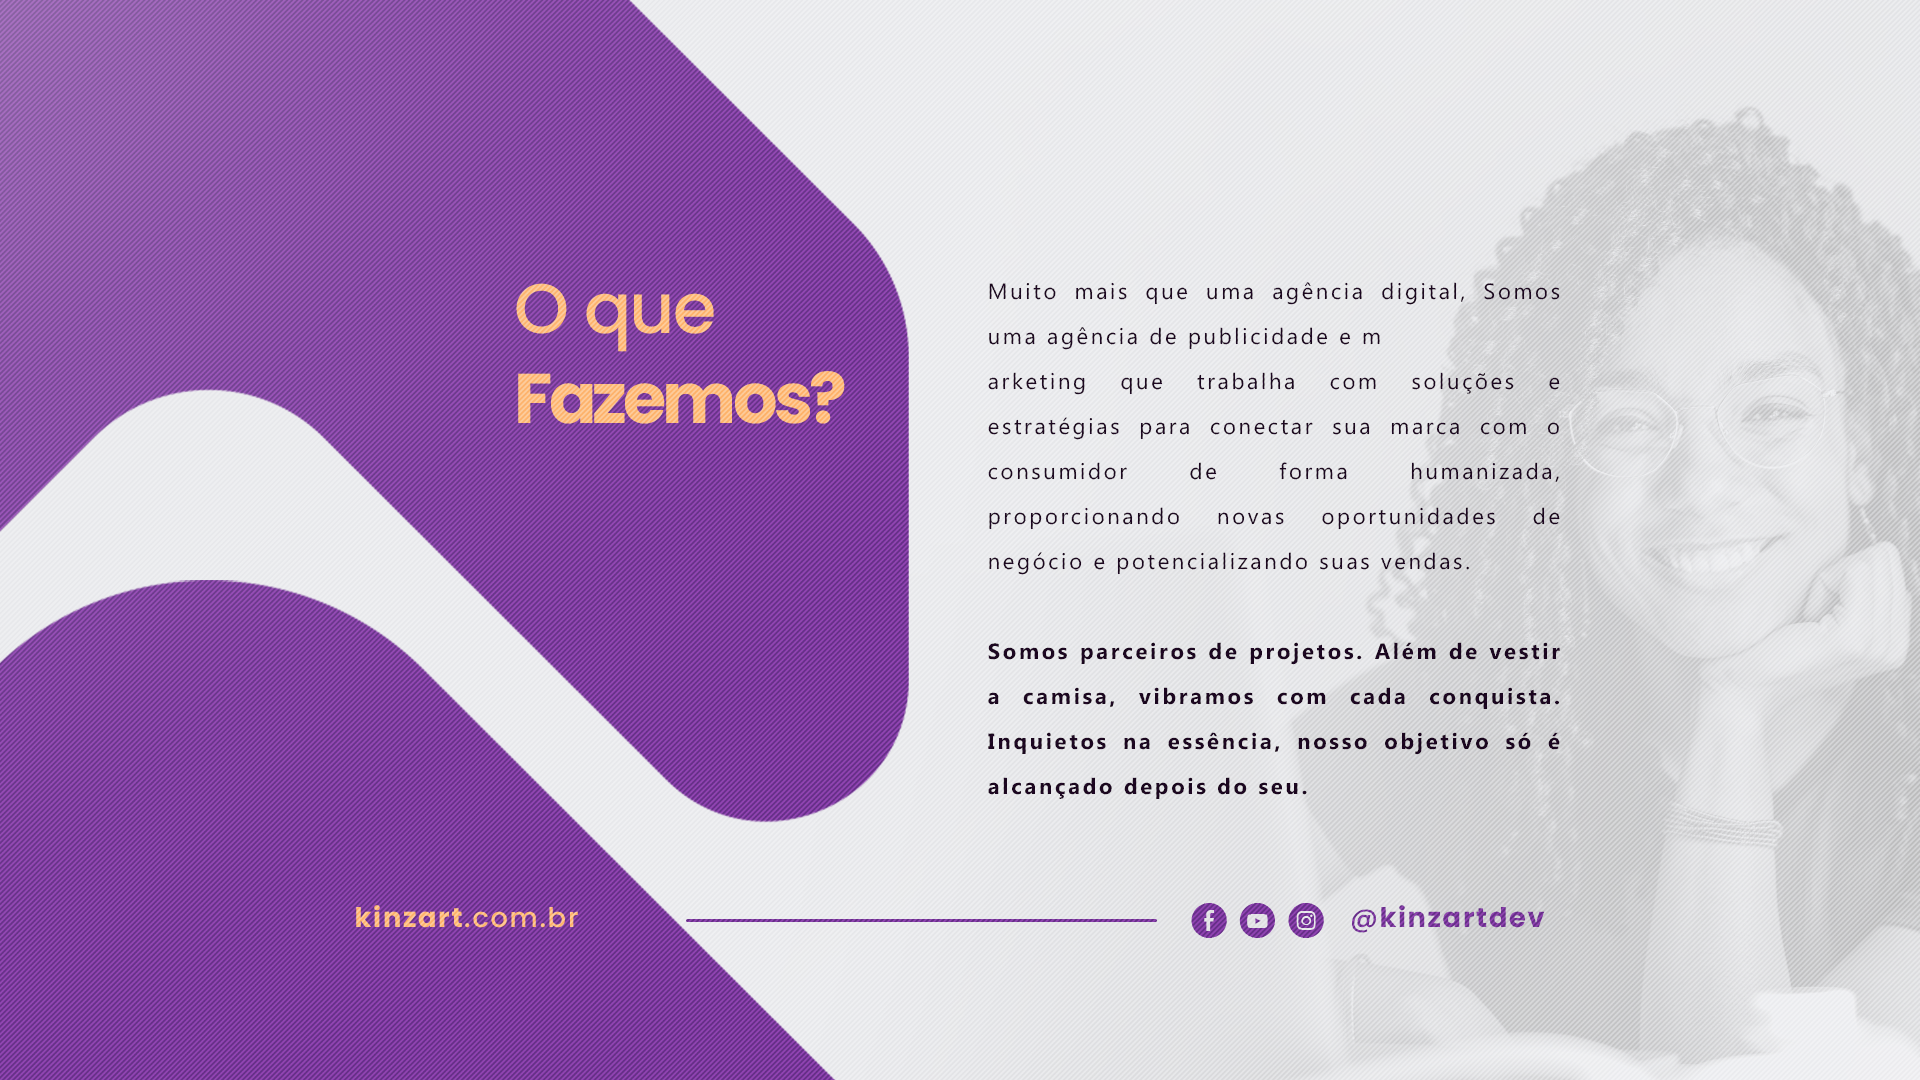 O que
Fazemos?
Muito mais que uma agência digital, Somos
uma agência de publicidade e m
arketing que trabalha com soluções e
estratégias para conectar sua marca com o
consumidor de forma humanizada,
proporcionando novas oportunidades de
negócio e potencializando suas vendas.
Somos parceiros de projetos. Além de vestir
a camisa, vibramos com cada conquista.
Inquietos na essência, nosso objetivo só é
alcançado depois do seu.
kinzart.com.br
@kinzartdev